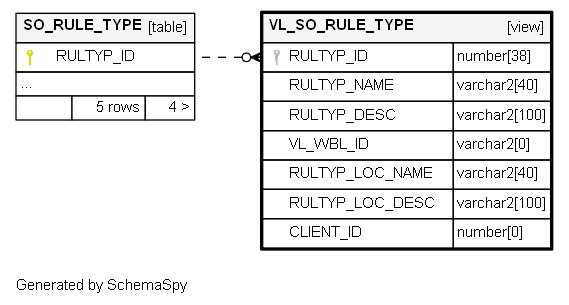 SO_RULE_TYPE [table]
RULTYP_ID
...
5 rows 4 >
VL_SO_RULE_TYPE [view]
RULTYP_ID number[38]
RULTYP_NAME varchar2[40]
RULTYP_DESC varchar2[100]
VL_WBL_ID varchar2[0]
RULTYP_LOC_NAME varchar2[40]
RULTYP_LOC_DESC varchar2[100]
CLIENT_ID number[0]
Generated by SchemaSpy